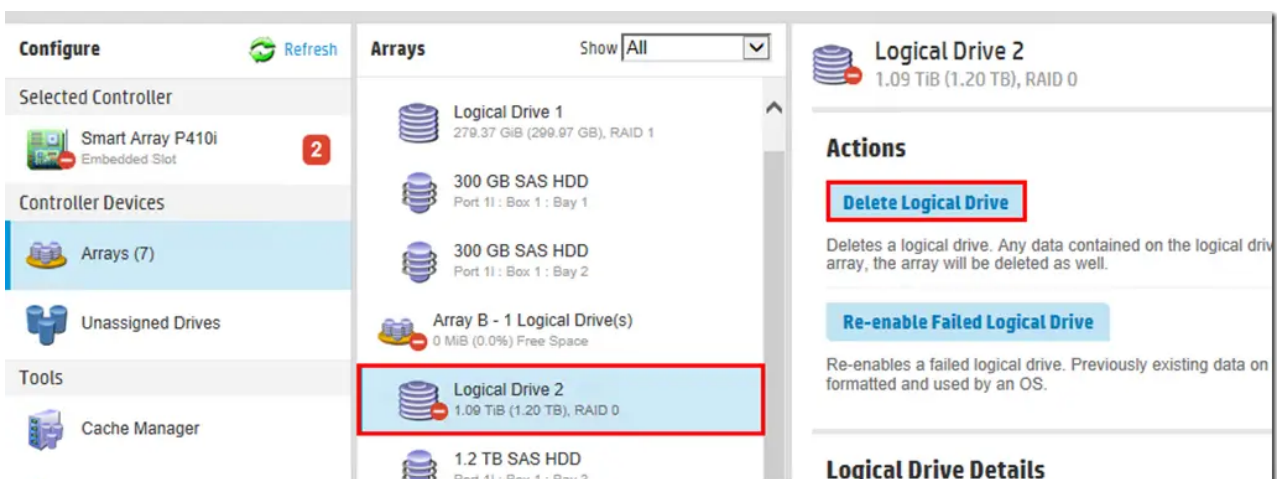 Configure
Refresh
Selected Controller
Smart Array P410i
Embedded Slot
2
Controller Devices
Arrays (7)
Unassigned Drives
Tools
Cache Manager
Arrays
Show All
Logical Drive 1
279.37 GiB (299.97 GB), RAID 1
300 GB SAS HDD
Port 1I : Box 1 : Bay 1
300 GB SAS HDD
Port 1I : Box 1 : Bay 2
Array B - 1 Logical Drive(s)
0 MiB (0.0%) Free Space
Logical Drive 2
1.09 TiB (1.20 TB), RAID 0
1.2 TB SAS HDD
Port 1I : Box 1 : Bay 3
Logical Drive 2
1.09 TiB (1.20 TB), RAID 0
Actions
Delete Logical Drive
Deletes a logical drive. Any data contained on the logical driv
array, the array will be deleted as well.
Re-enable Failed Logical Drive
Re-enables a failed logical drive. Previously existing data on
formatted and used by an OS.
Logical Drive Details